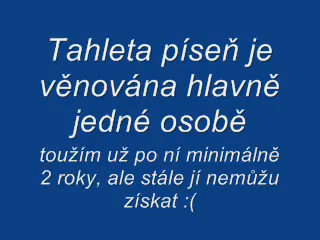 Tahleta píseň je
věnována hlavně
jedné osobě
toužím už po ní minimálně
2 roky, ale stále jí nemůžu
získat :(